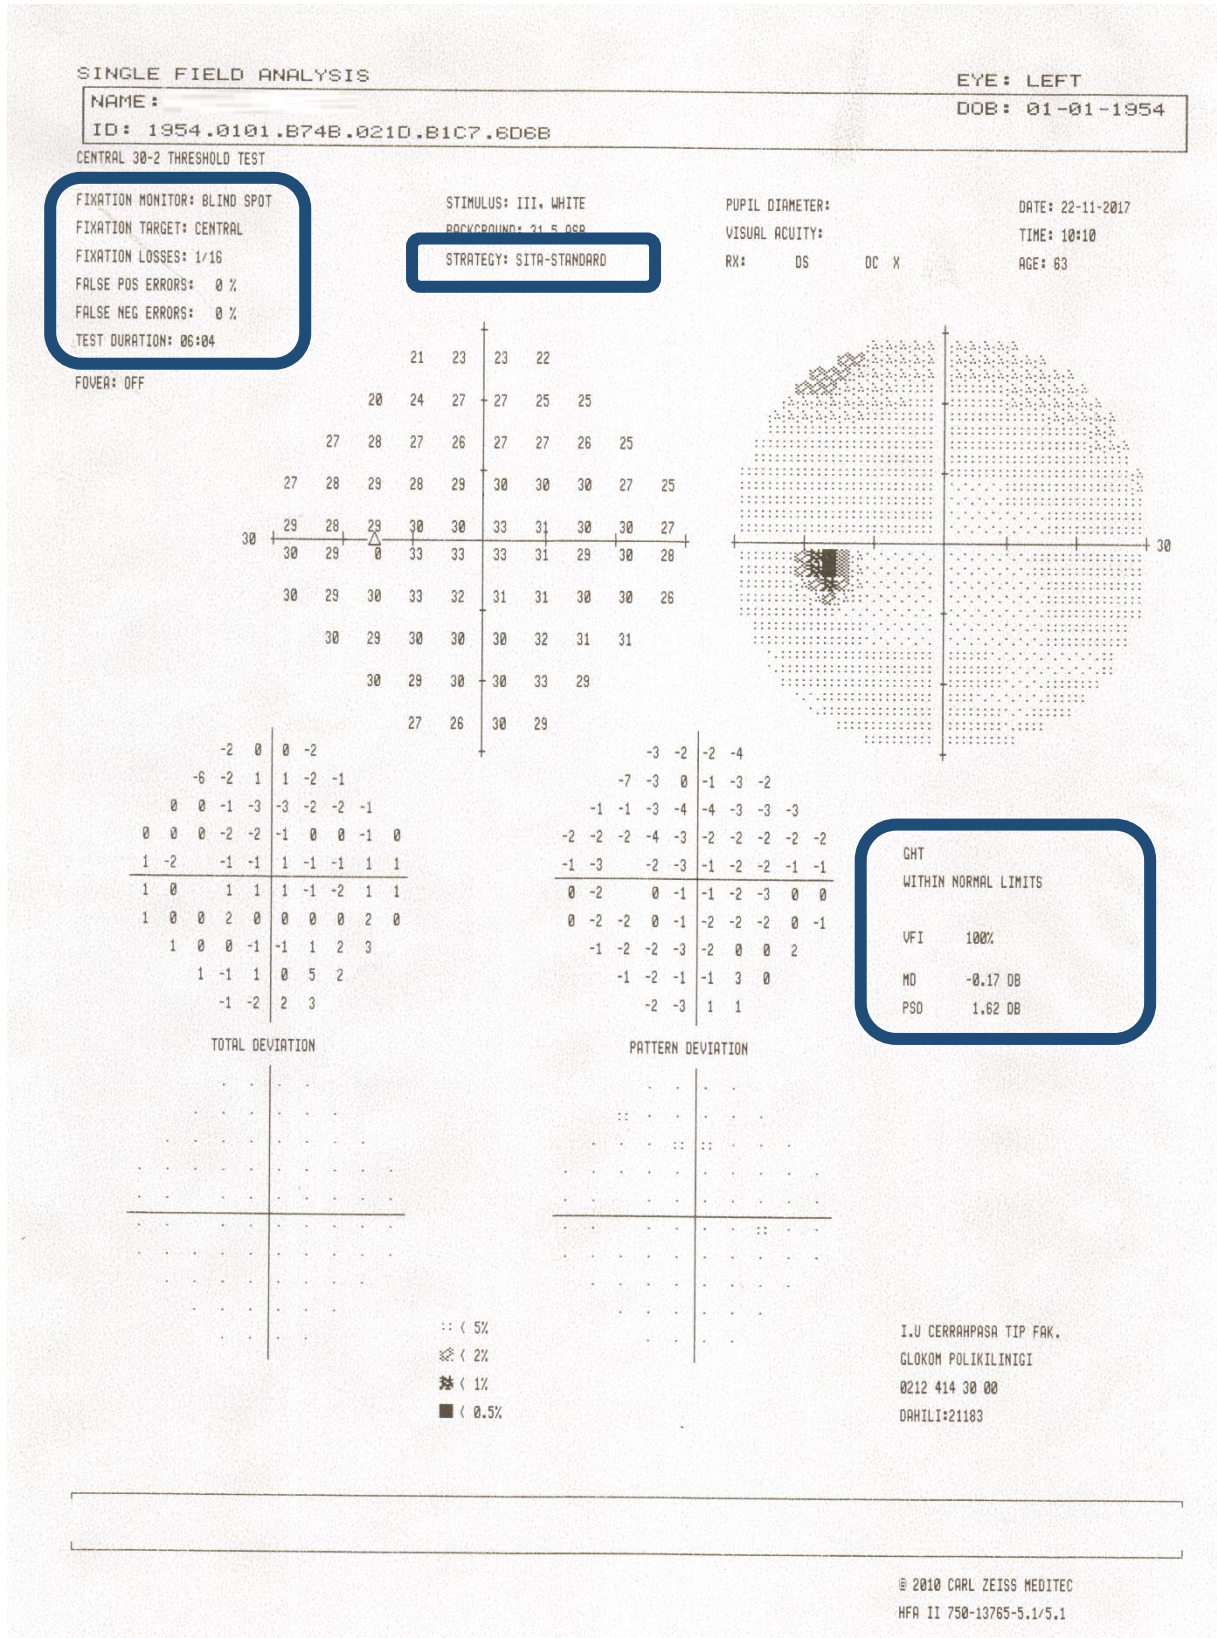 SINGLE FIELD ANALYSIS
EYE: LEFT
NAME:
DOB: 01-01-1954
ID: 1954.0101.B74B.021D.B1C7.6D6B
CENTRAL 30-2 THRESHOLD TEST
FIXATION MONITOR: BLIND SPOT
FIXATION TARGET: CENTRAL
FIXATION LOSSES: 1/16
FALSE POS ERRORS: 0 %
FALSE NEG ERRORS: 0 %
TEST DURATION: 06:04
FOVEA: OFF
STIMULUS: III, WHITE
BACKGROUND: 31.5 ASB
STRATEGY: SITA-STANDARD
PUPIL DIAMETER:
VISUAL ACUITY:
RX: DS DC X
DATE: 22-11-2017
TIME: 10:10
AGE: 63
21 23 23 22
20 24 27 27 25 25
27 28 27 26 27 27 26 25
27 28 29 28 29 30 30 30 27 25
29 28 29 30 30 33 31 30 30 27
30
30 29 0 33 33 33 31 29 30 28
30 29 30 33 32 31 31 30 30 26
30 29 30 30 30 32 31 31
30 29 30 30 33 29
27 26 30 29
30
-2 0 0 -2
-6 -2 1 1 -2 -1
0 0 -1 -3 -3 -2 -2 -1
0 0 0 -2 -2 -1 0 0 -1 0
1 -2 -1 -1 1 -1 -1 1 1
1 0 1 1 1 -1 -2 1 1
1 0 0 2 0 0 0 0 2 0
1 0 0 -1 -1 1 2 3
1 -1 1 0 5 2
-1 -2 2 3
TOTAL DEVIATION
-3 -2 -2 -4
-7 -3 0 -1 -3 -2
-1 -1 -3 -4 -4 -3 -3 -3
-2 -2 -2 -4 -3 -2 -2 -2 -2 -2
-1 -3 -2 -3 -1 -2 -2 -1 -1
0 -2 0 -1 -1 -2 -3 0 0
0 -2 -2 0 -1 -2 -2 -2 0 -1
-1 -2 -2 -3 -2 0 0 2
-1 -2 -1 -1 3 0
-2 -3 1 1
PATTERN DEVIATION
GHT
WITHIN NORMAL LIMITS
VFI 100%
MD -0.17 DB
PSD 1.62 DB
:: < 5%
< 2%
< 1%
< 0.5%
I.U CERRAHPASA TIP FAK.
GLOKOM POLIKILINIGI
0212 414 30 00
DAHILI:21183
© 2010 CARL ZEISS MEDITEC
HFA II 750-13765-5.1/5.1